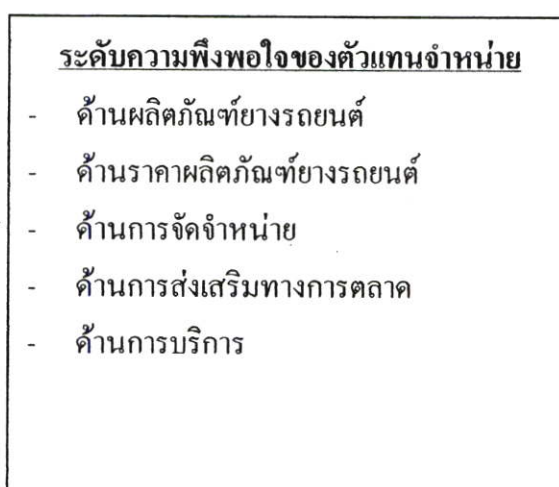 ระดับความพึงพอใจของตัวแทนจำหน่าย
- ด้านผลิตภัณฑ์ยางรถยนต์
- ด้านราคาผลิตภัณฑ์ยางรถยนต์
- ด้านการจัดจำหน่าย
- ด้านการส่งเสริมทางการตลาด
- ด้านการบริการ